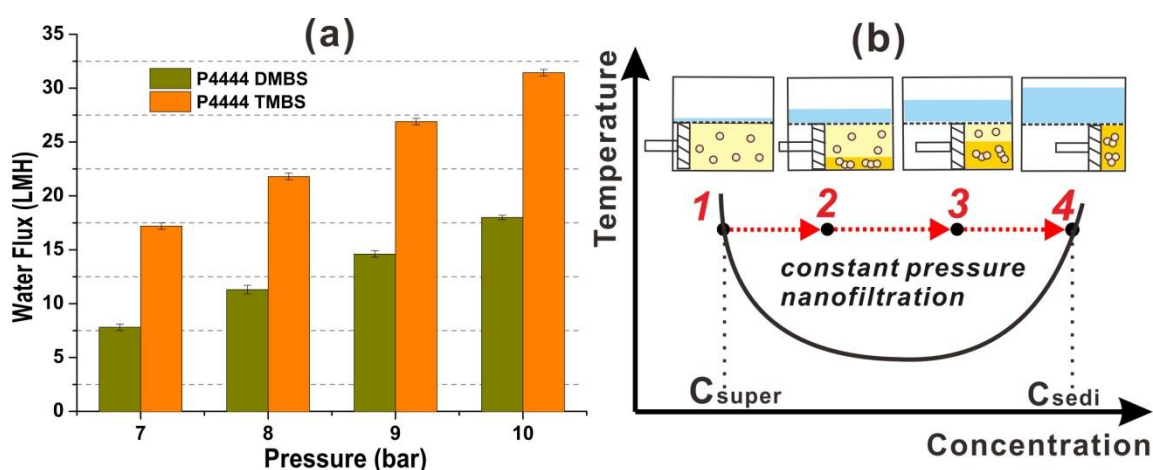 (a)
P4444 DMBS
P4444 TMBS
Water Flux (LMH)
35
30
25
20
15
10
5
0
7 8 9 10
Pressure (bar)
(b)
Temperature
1 2 3 4
constant pressure
nanofiltration
Csuper Csedi
Concentration